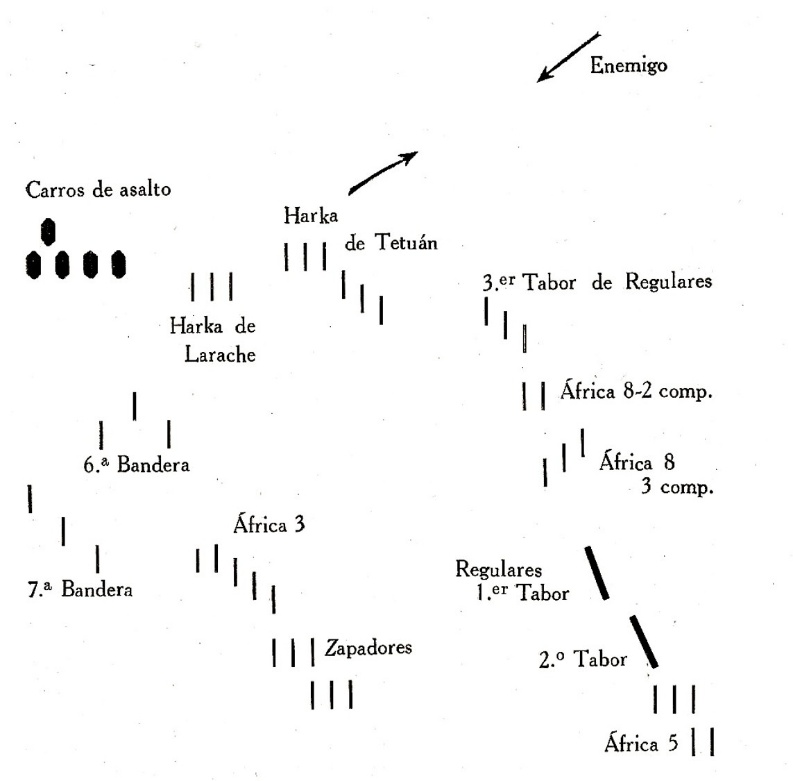 Enemigo
Carros de asalto
Harka
de Tetuán
3.er Tabor de Regulares
Harka de
Larache
África 8-2 comp.
6.ª Bandera
África 8
3 comp.
África 3
Regulares
1.er Tabor
7.ª Bandera
Zapadores
2.º Tabor
África 5